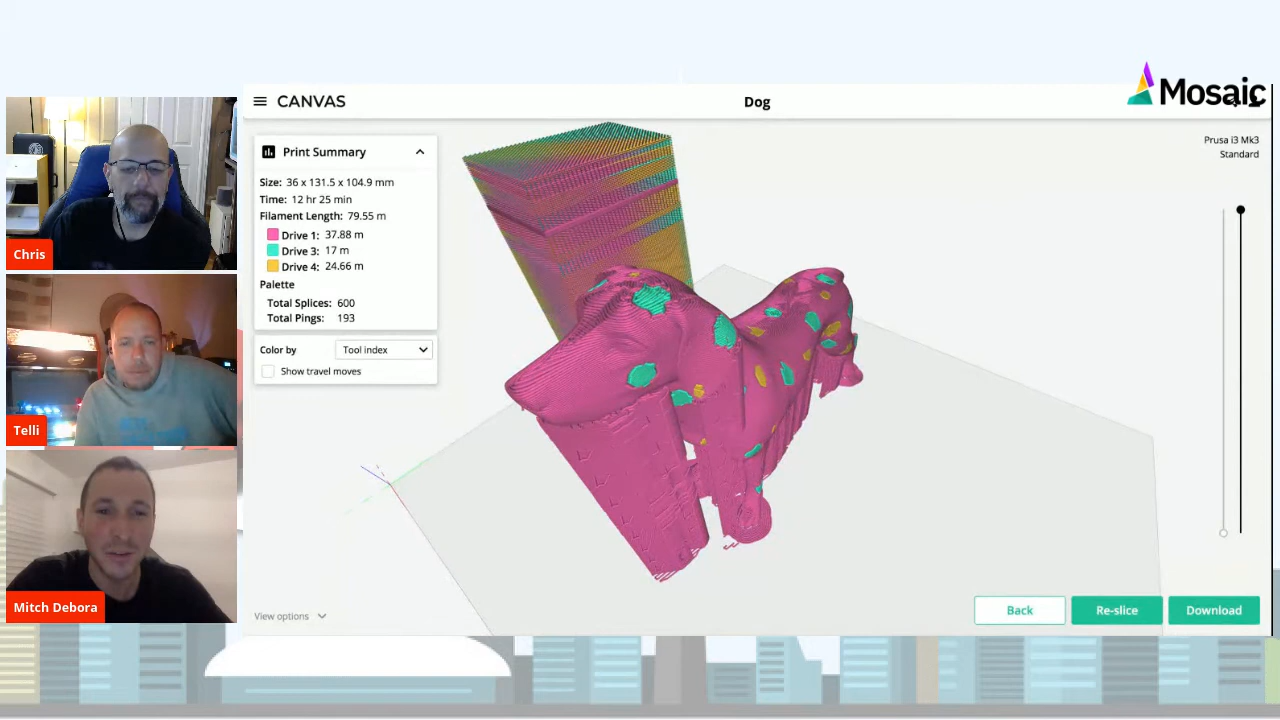 Mosaic
CANVAS
Dog
Prusa i3 Mk3
Standard
Print Summary
Size: 36 x 131.5 x 104.9 mm
Time: 12 hr 25 min
Filament Length: 79.55 m
Drive 1: 37.88 m
Drive 3: 17 m
Drive 4: 24.66 m
Palette
Total Splices: 600
Total Pings: 193
Color by
Tool index
Show travel moves
View options
Back
Re-slice
Download
Chris
Telli
Mitch Debora